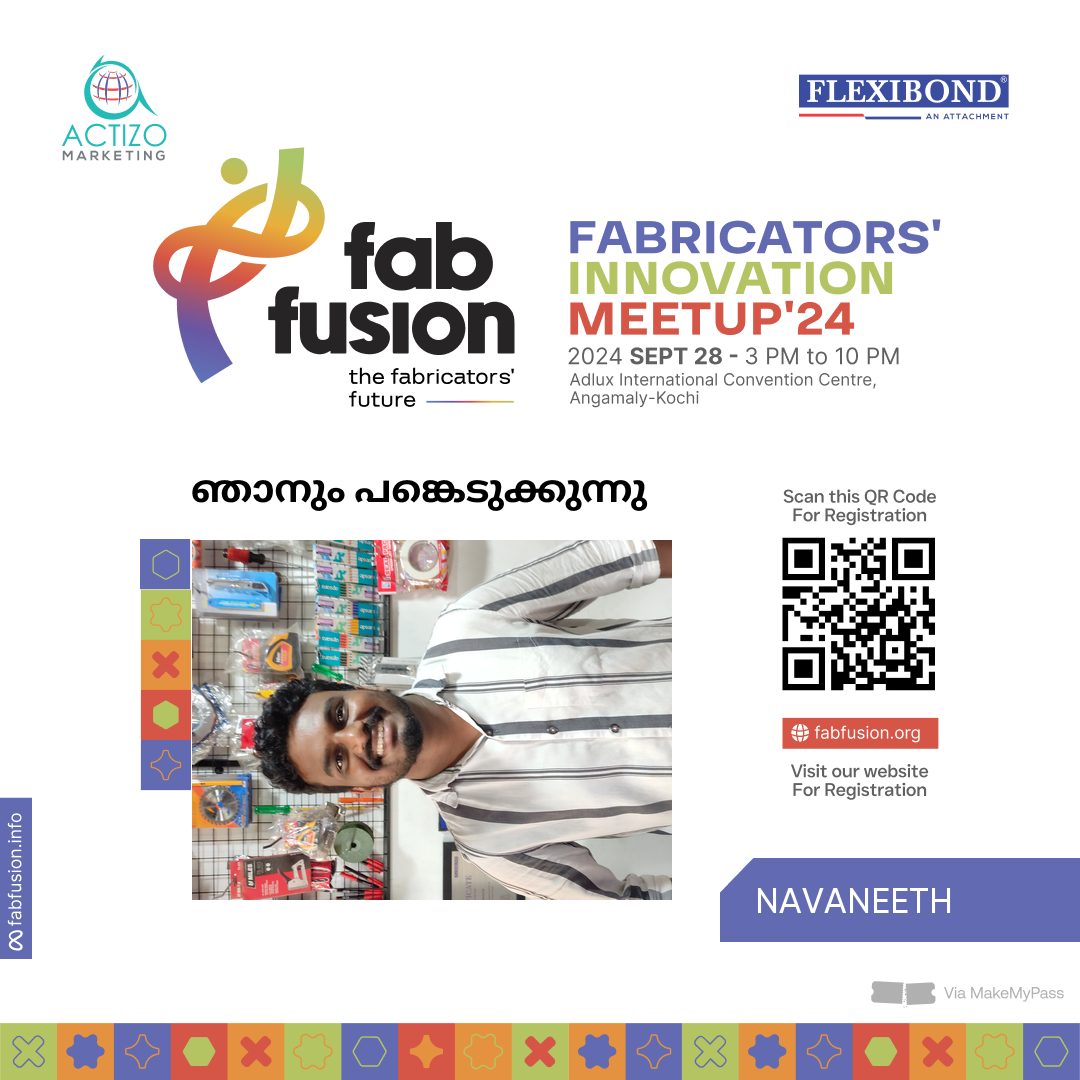 ACTIZO
MARKETING
FLEXIBOND®
AN ATTACHMENT
fab
fusion
the fabricators'
future
FABRICATORS'
INNOVATION
MEETUP'24
2024 SEPT 28 - 3 PM to 10 PM
Adlux International Convention Centre,
Angamaly-Kochi
ഞാനും പങ്കെടുക്കുന്നു
Scan this QR Code
For Registration
fabfusion.org
Visit our website
For Registration
fabfusion.info
NAVANEETH
Via MakeMyPass